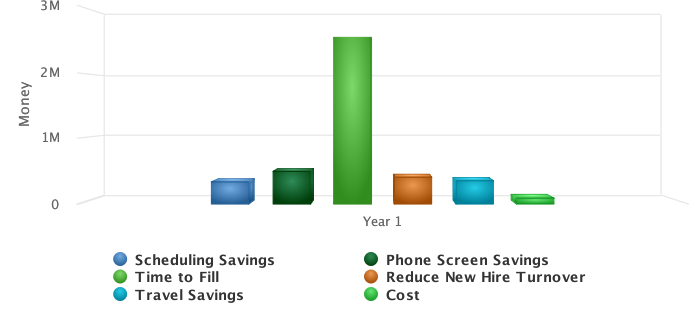 3M
2M
1M
0
Money
Year 1
Scheduling Savings
Phone Screen Savings
Time to Fill
Reduce New Hire Turnover
Travel Savings
Cost